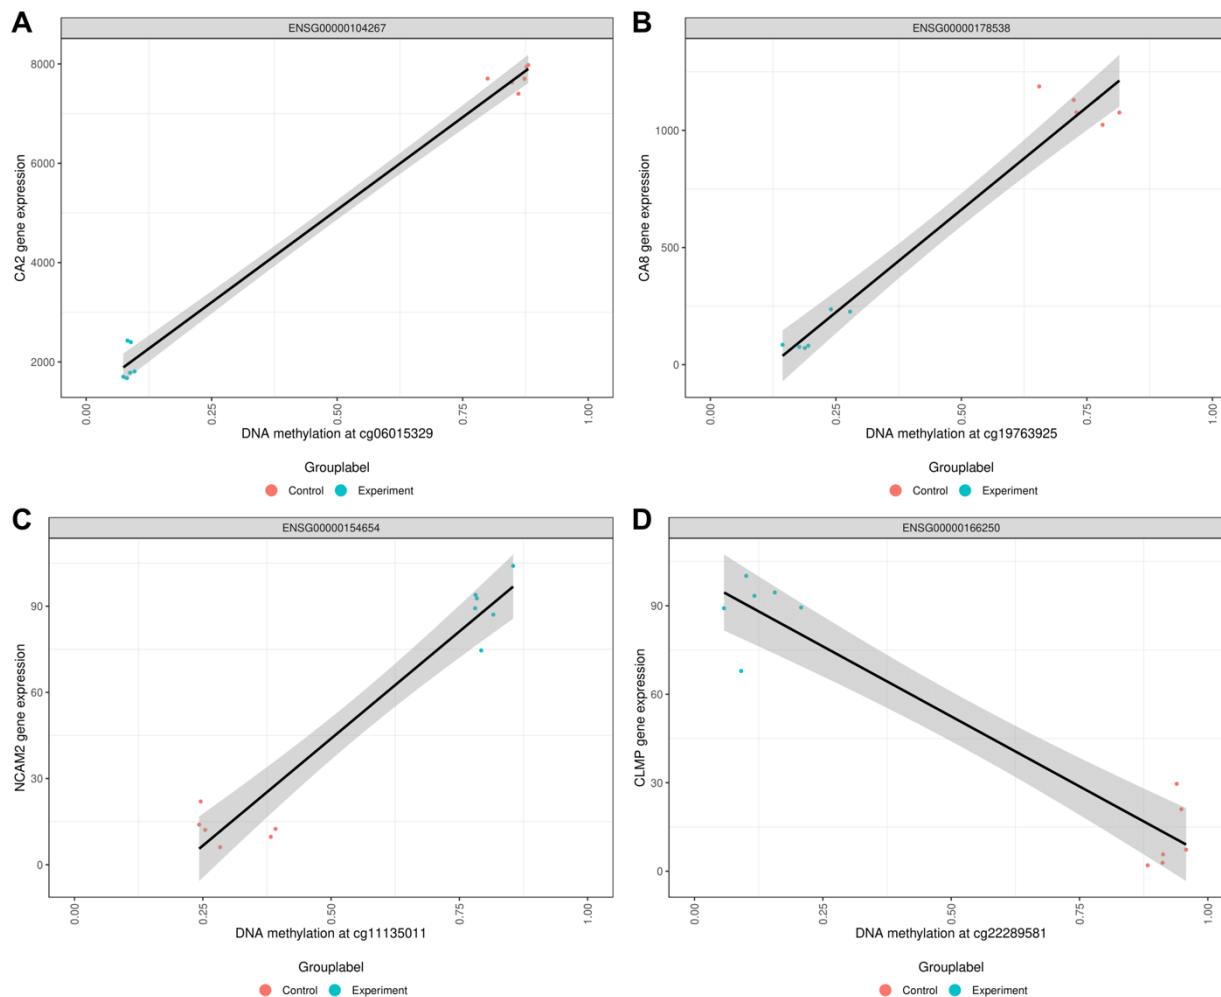 A
ENSG00000104267
CA2 gene expression
8000
6000
4000
2000
0.00
0.25
0.50
0.75
1.00
DNA methylation at cg06015329
Grouplabel
Control Experiment
B
ENSG00000178538
CA8 gene expression
1000
500
0
0.00
0.25
0.50
0.75
1.00
DNA methylation at cg19763925
Grouplabel
Control Experiment
C
ENSG00000154654
NCAM2 gene expression
90
60
30
0
0.00
0.25
0.50
0.75
1.00
DNA methylation at cg11135011
Grouplabel
Control Experiment
D
ENSG00000166250
CLMP gene expression
90
60
30
0
0.00
0.25
0.50
0.75
1.00
DNA methylation at cg22289581
Grouplabel
Control Experiment